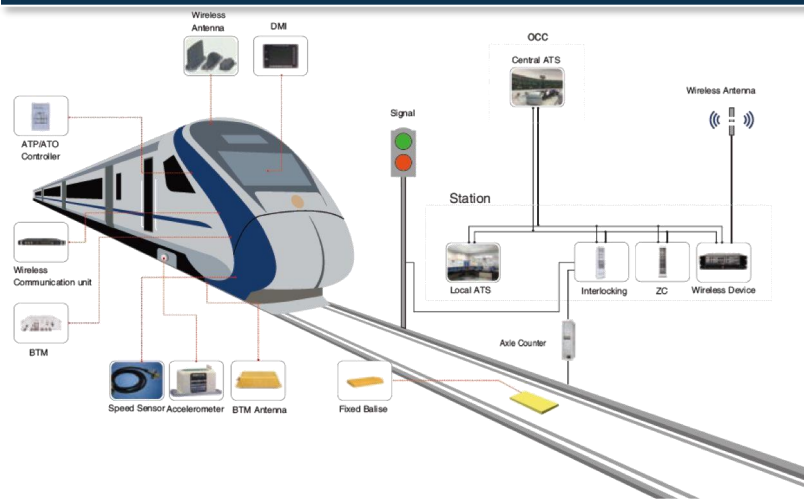 Wireless
Antenna
DMI
OCC
Central ATS
Wireless Antenna
Signal
ATP/ATO
Controller
Station
Wireless
Communication unit
Local ATS
Interlocking
ZC
Wireless Device
BTM
Axle Counter
Speed Sensor
Accelerometer
BTM Antenna
Fixed Balise